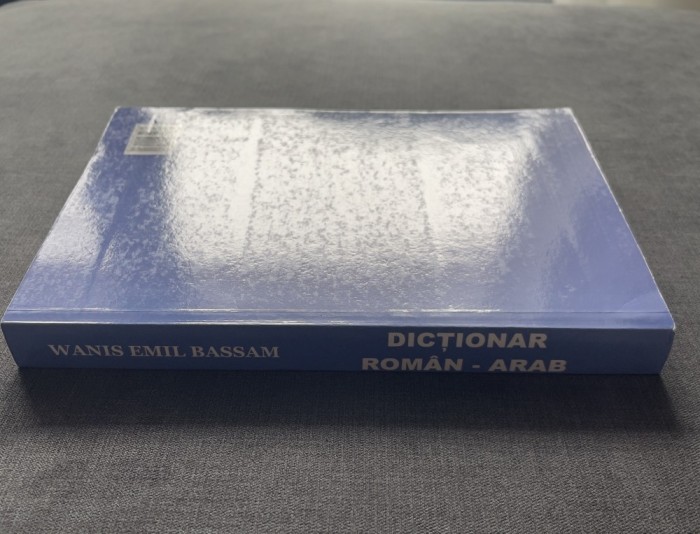 WANIS EMIL BASSAM
DICȚIONAR
ROMÂN - ARAB